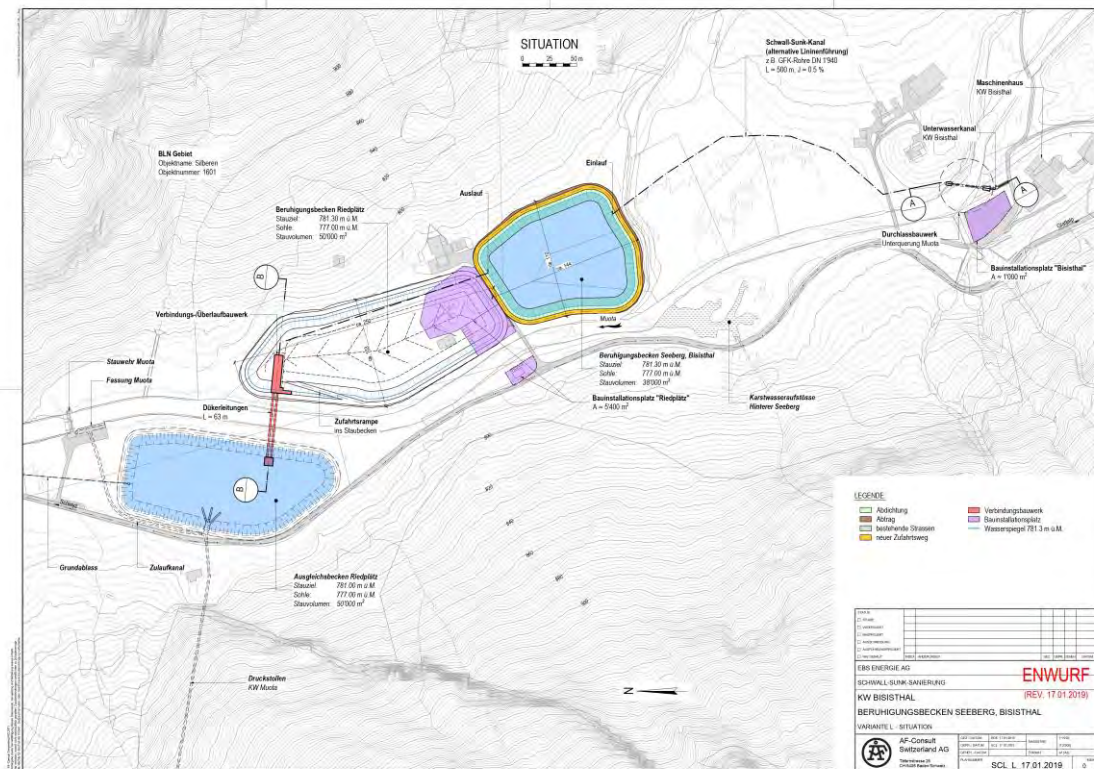 SITUATION
0 25 50 m
Schwall-Sunk-Kanal
(alternative Lininenführung)
z.B. GFK-Rohre DN 1'940
L = 500 m, J = 0.5 %
Maschinenhaus
KW Bisisthal
Unterwasserkanal
KW Bisisthal
BLN Gebiet
Objektname: Silberen
Objektnummer: 1601
Einlauf
Auslauf
Beruhigungsbecken Riedplätz
Stauziel: 781.30 m ü.M.
Sohle: 777.00 m ü.M.
Stauvolumen: 50'000 m³
A
A
Durchlassbauwerk
Unterquerung Muota
Bauinstallationsplatz "Bisisthal"
A = 1'000 m²
B
Verbindungs-/Überlaufbauwerk
Muota
Stauwehr Muota
Fassung Muota
Beruhigungsbecken Seeberg, Bisisthal
Stauziel: 781.30 m ü.M.
Sohle: 777.00 m ü.M.
Stauvolumen: 38'000 m³
Bauinstallationsplatz "Riedplätz"
A = 5'400 m²
Karstwasseraufstösse
Hinterer Seeberg
Dükerleitungen
L = 63 m
Zufahrtsrampe
ins Staubecken
B
Grundablass
Zulaufkanal
Ausgleichsbecken Riedplätz
Stauziel: 781.00 m ü.M.
Sohle: 777.00 m ü.M.
Stauvolumen: 50'000 m³
Druckstollen
KW Muota
N
LEGENDE
Abdichtung
Abtrag
bestehende Strassen
neuer Zufahrtsweg
Verbindungsbauwerk
Bauinstallationsplatz
Wasserspiegel 781.3 m ü.M.
EBS ENERGIE AG
SCHWALL-SUNK-SANIERUNG
ENWURF
(REV. 17.01.2019)
KW BISISTHAL
BERUHIGUNGSBECKEN SEEBERG, BISISTHAL
VARIANTE L - SITUATION
AF-Consult
Switzerland AG
SCL_L_17.01.2019